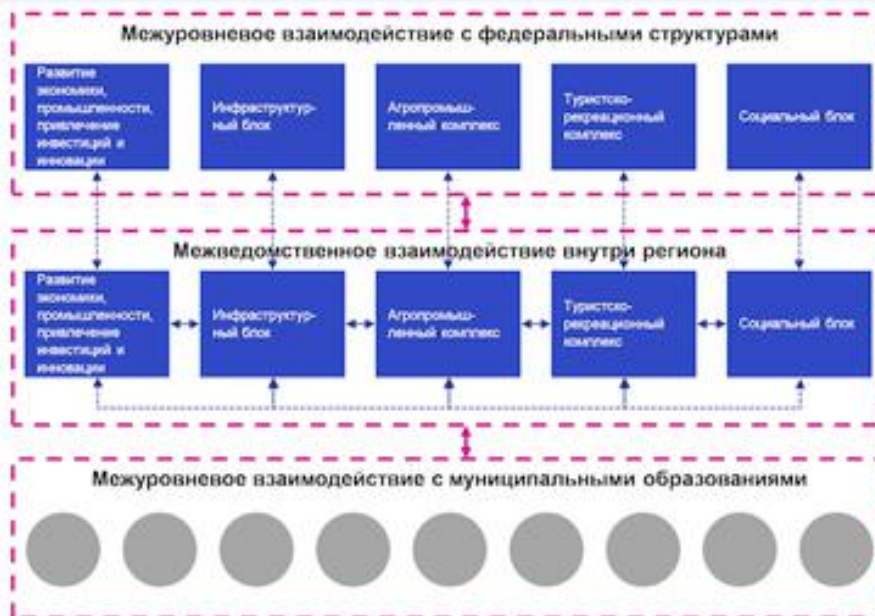 Межуровневое взаимодействие с федеральными структурами
Развитие
экономики,
промышленности,
привлечение
инвестиций и
инновации
Инфраструктур-
ный блок
Агропромыш-
ленный комплекс
Туристско-
рекреационный
комплекс
Социальный блок
Межведомственное взаимодействие внутри региона
Развитие
экономики,
промышленности,
привлечение
инвестиций и
инновации
Инфраструктур-
ный блок
Агропромыш-
ленный комплекс
Туристско-
рекреационный
комплекс
Социальный блок
Межуровневое взаимодействие с муниципальными образованиями